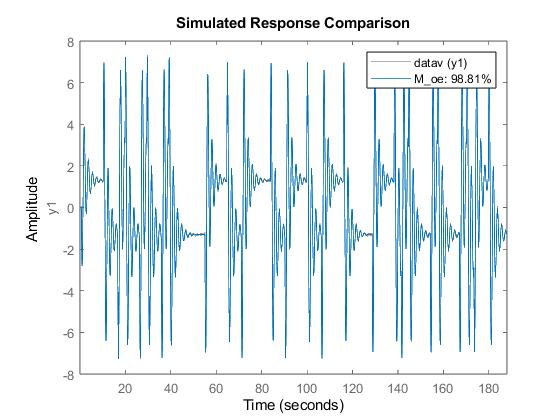 Simulated Response Comparison
8
6
4
2
0
-2
-4
-6
-8
Amplitude
y1
datav (y1)
M_oe: 98.81%
20 40 60 80 100 120 140 160 180
Time (seconds)